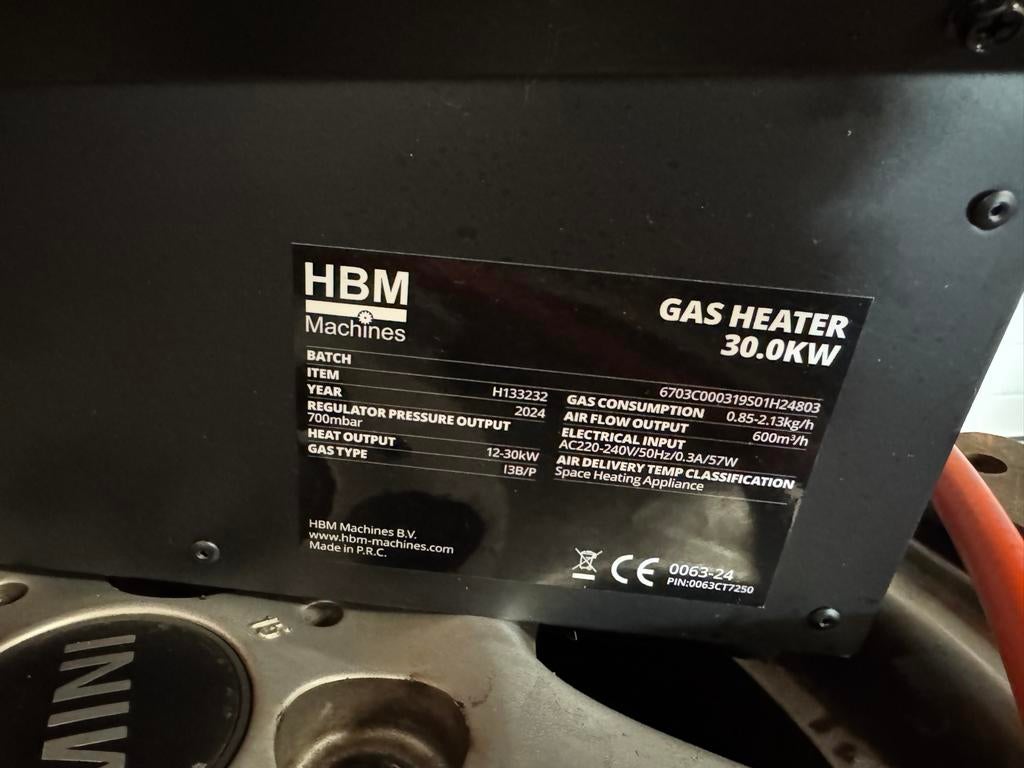 HBM
Machines
GAS HEATER
30.0KW
BATCH 6703C000319S01H24803
ITEM H133232
YEAR 2024
REGULATOR PRESSURE OUTPUT
700mbar
HEAT OUTPUT 12-30kW
GAS TYPE I3B/P
GAS CONSUMPTION 0.85-2.13kg/h
AIR FLOW OUTPUT 600m³/h
ELECTRICAL INPUT
AC220-240V/50Hz/0.3A/57W
AIR DELIVERY TEMP CLASSIFICATION
Space Heating Appliance
HBM Machines B.V.
www.hbm-machines.com
Made in P.R.C.
CE 0063-24
PIN:0063CT7250
15
MINI